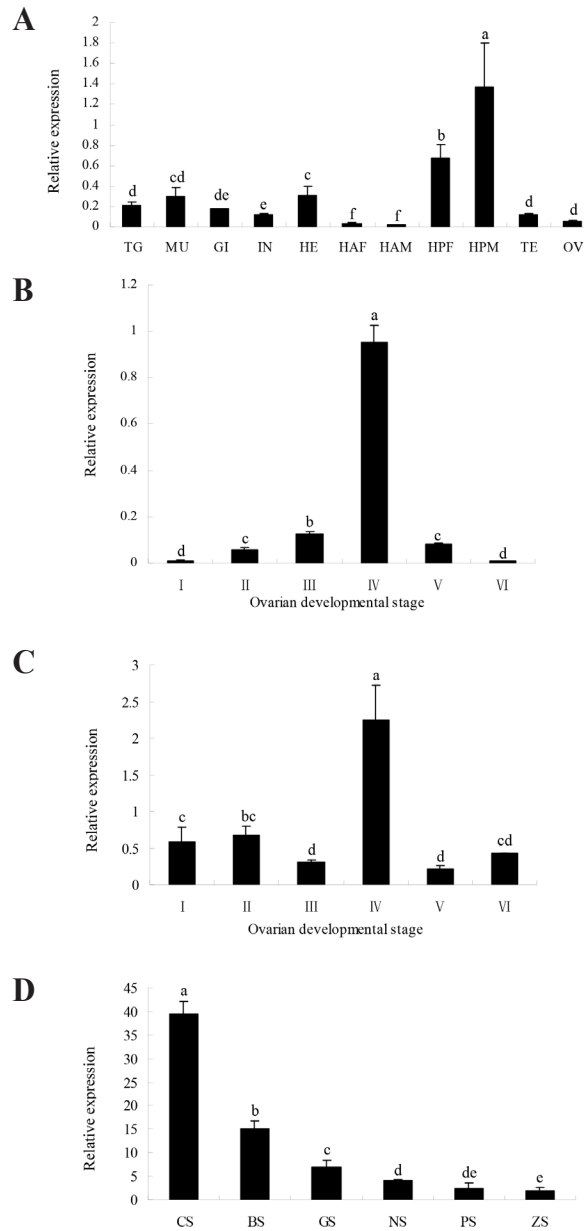 A
Relative expression
2
1.8
1.6
1.4
1.2
1
0.8
0.6
0.4
0.2
0
d
cd
de
e
c
f
f
b
a
d
d
TG MU GI IN HE HAF HAM HPF HPM TE OV
B
Relative expression
1.2
1
0.8
0.6
0.4
0.2
0
d
c
b
a
c
d
I II III IV V VI
Ovarian developmental stage
C
Relative expression
3
2.5
2
1.5
1
0.5
0
c
bc
d
a
d
cd
I II III IV V VI
Ovarian developmental stage
D
Relative expression
45
40
35
30
25
20
15
10
5
0
a
b
c
d
de
e
CS BS GS NS PS ZS